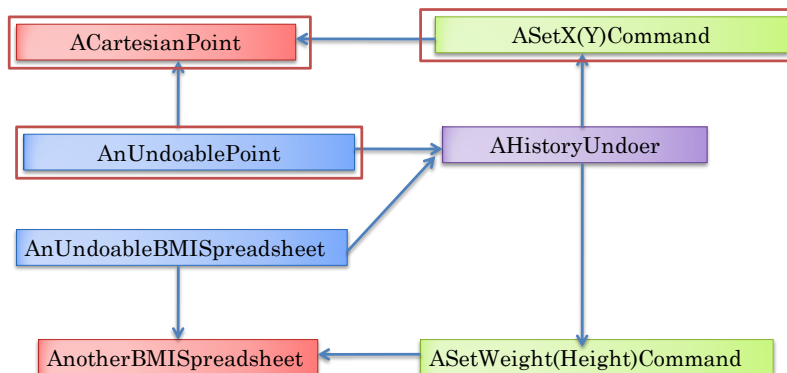 ACartesianPoint
ASetX(Y)Command
AnUndoablePoint
AHistoryUndoer
AnUndoableBMISpreadsheet
AnotherBMISpreadsheet
ASetWeight(Height)Command